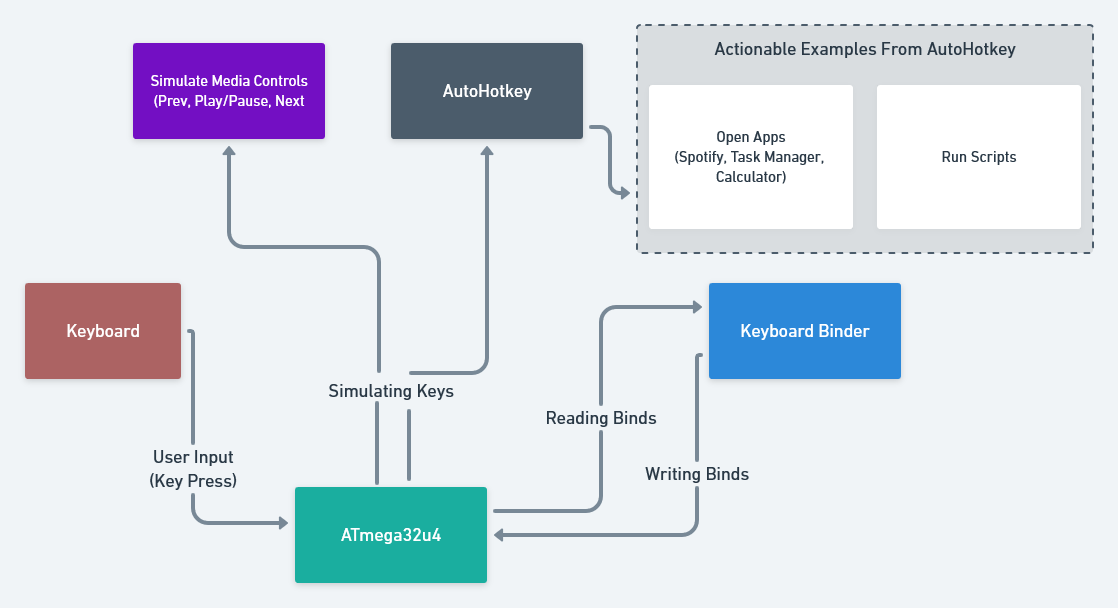 Actionable Examples From AutoHotkey
Simulate Media Controls
(Prev, Play/Pause, Next
AutoHotkey
Open Apps
(Spotify, Task Manager,
Calculator)
Run Scripts
Keyboard
Keyboard Binder
Simulating Keys
Reading Binds
User Input
(Key Press)
Writing Binds
ATmega32u4